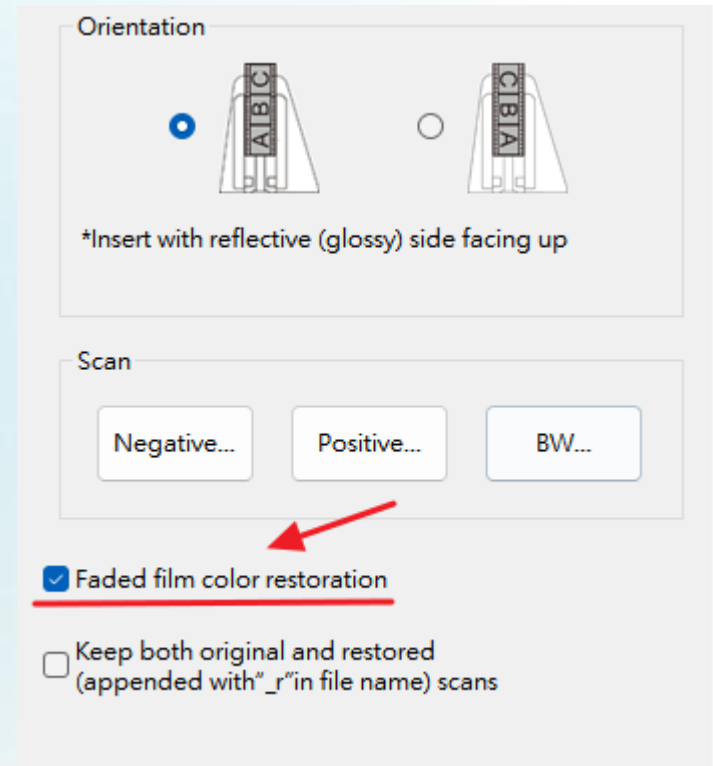 Orientation
A B C
C B A
*Insert with reflective (glossy) side facing up
Scan
Negative...
Positive...
BW...
Faded film color restoration
Keep both original and restored
(appended with“_r”in file name) scans